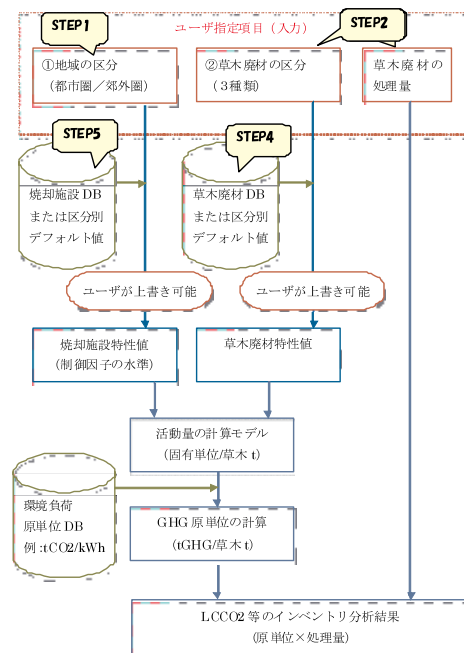 STEP1
STEP2
ユーザ指定項目（入力）
①地域の区分
（都市圏／郊外圏）
②草木廃材の区分
（3種類）
草木廃材の
処理量
STEP5
STEP4
焼却施設DB
または区分別
デフォルト値
草木廃材DB
または区分別
デフォルト値
ユーザが上書き可能
ユーザが上書き可能
焼却施設特性値
（制御因子の水準）
草木廃材特性値
活動量の計算モデル
（固有単位/草木t）
環境負荷
原単位DB
例:tCO2/kWh
GHG原単位の計算
（tGHG/草木t）
LCCO2等のインベントリ分析結果
（原単位×処理量）